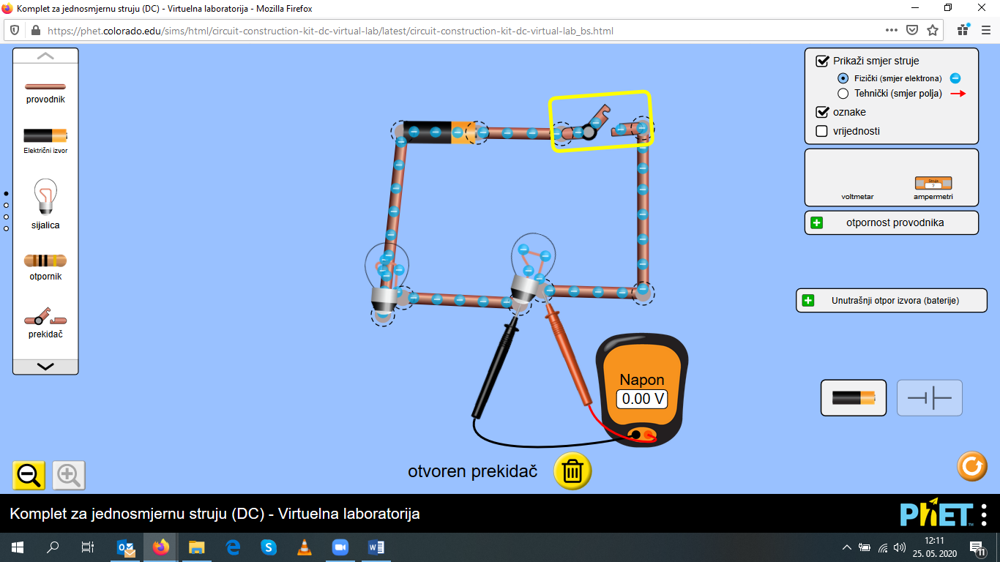 Komplet za jednosmjernu struju (DC) - Virtuelna laboratorija - Mozilla Firefox
https://phet.colorado.edu/sims/html/circuit-construction-kit-dc-virtual-lab/latest/circuit-construction-kit-dc-virtual-lab_bs.html
provodnik
Električni izvor
sijalica
otpornik
prekidač
Prikaži smjer struje
Fizički (smjer elektrona)
Tehnički (smjer polja)
oznake
vrijednosti
Struja
?
voltmetar
ampermetri
otpornost provodnika
Unutrašnji otpor izvora (baterije)
Napon
0.00 V
otvoren prekidač
Komplet za jednosmjernu struju (DC) - Virtuelna laboratorija
PhET
12:11
25. 05. 2020
11